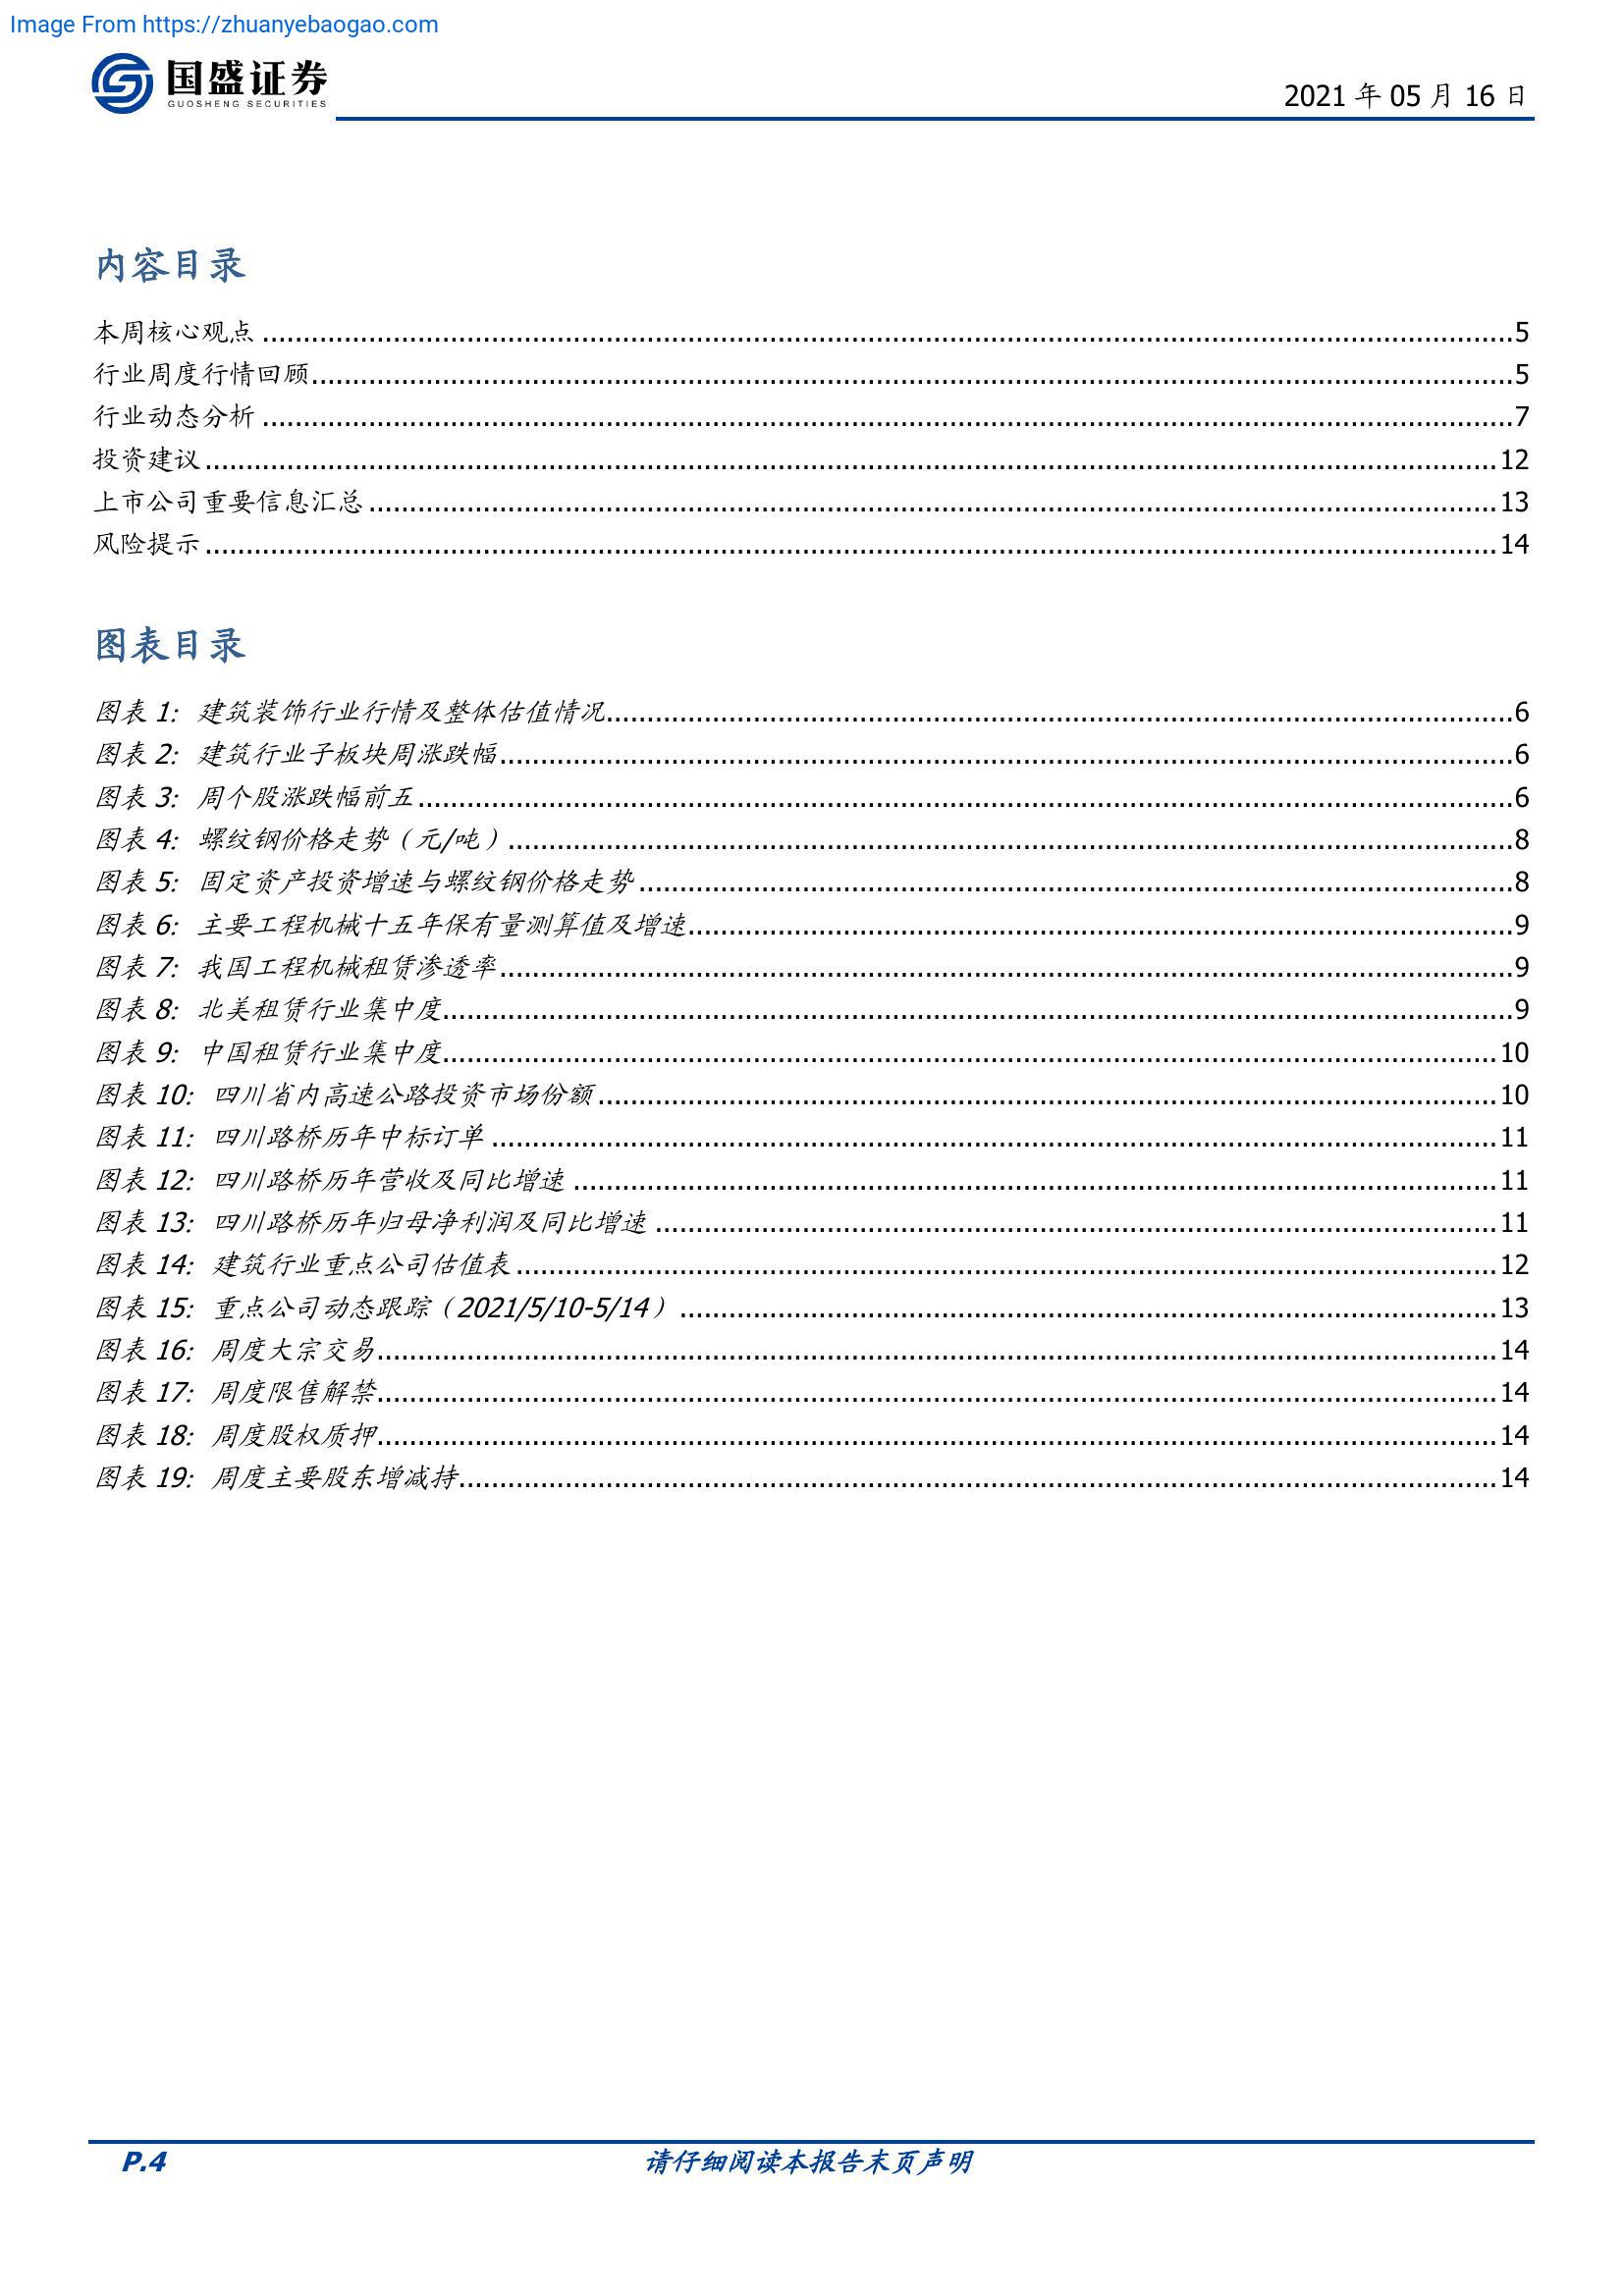 Image From https://zhuanyebaogao.com
国盛证券
GUOSHENG SECURITIES
2021 年 05 月 16 日
内容目录
本周核心观点 5
行业周度行情回顾 5
行业动态分析 7
投资建议 12
上市公司重要信息汇总 13
风险提示 14
图表目录
图表 1: 建筑装饰行业行情及整体估值情况 6
图表 2: 建筑行业子板块周涨跌幅 6
图表 3: 周个股涨跌幅前五 6
图表 4: 螺纹钢价格走势（元/吨） 8
图表 5: 固定资产投资增速与螺纹钢价格走势 8
图表 6: 主要工程机械十五年保有量测算值及增速 9
图表 7: 我国工程机械租赁渗透率 9
图表 8: 北美租赁行业集中度 9
图表 9: 中国租赁行业集中度 10
图表 10: 四川省内高速公路投资市场份额 10
图表 11: 四川路桥历年中标订单 11
图表 12: 四川路桥历年营收及同比增速 11
图表 13: 四川路桥历年归母净利润及同比增速 11
图表 14: 建筑行业重点公司估值表 12
图表 15: 重点公司动态跟踪（2021/5/10-5/14） 13
图表 16: 周度大宗交易 14
图表 17: 周度限售解禁 14
图表 18: 周度股权质押 14
图表 19: 周度主要股东增减持 14
P.4
请仔细阅读本报告末页声明